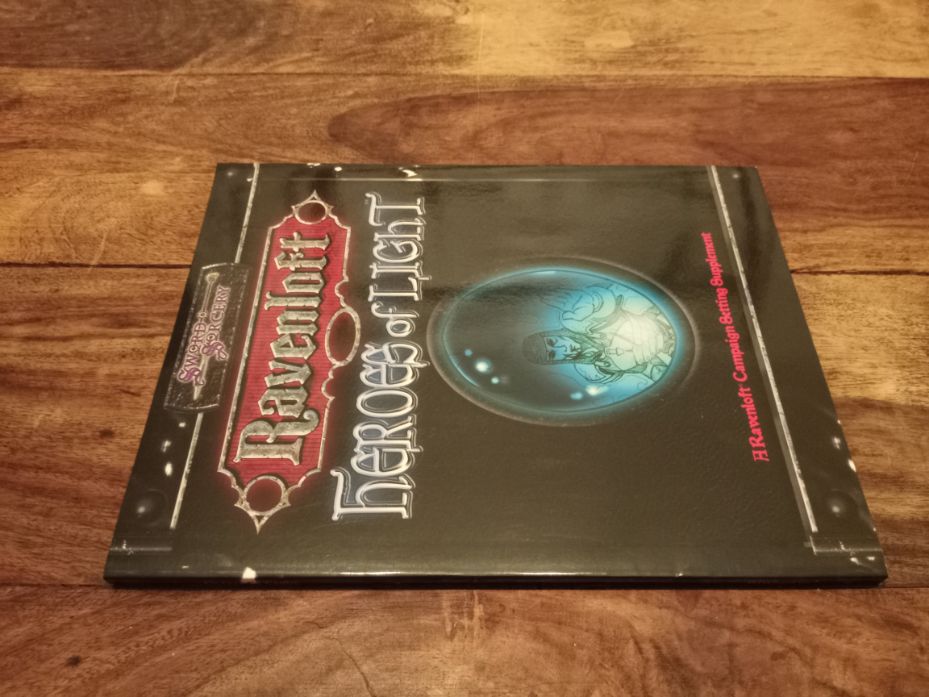 SWORD &
SORCERY
Ravenloft
HEROES of LIGHT
A Ravenloft Campaign Setting Supplement